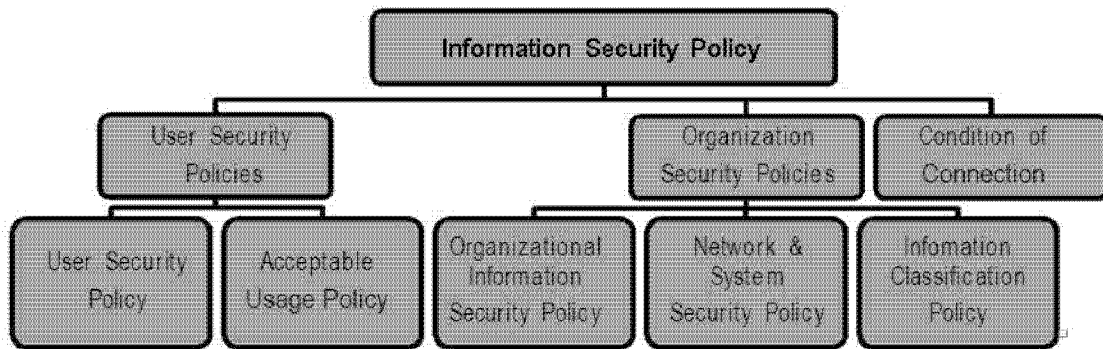 Information Security Policy
User Security
Policies
Organization
Security Policies
Condition of
Connection
User Security
Policy
Acceptable
Usage Policy
Organizational
Information
Security Policy
Network &
System
Security Policy
Infomation
Classification
Policy